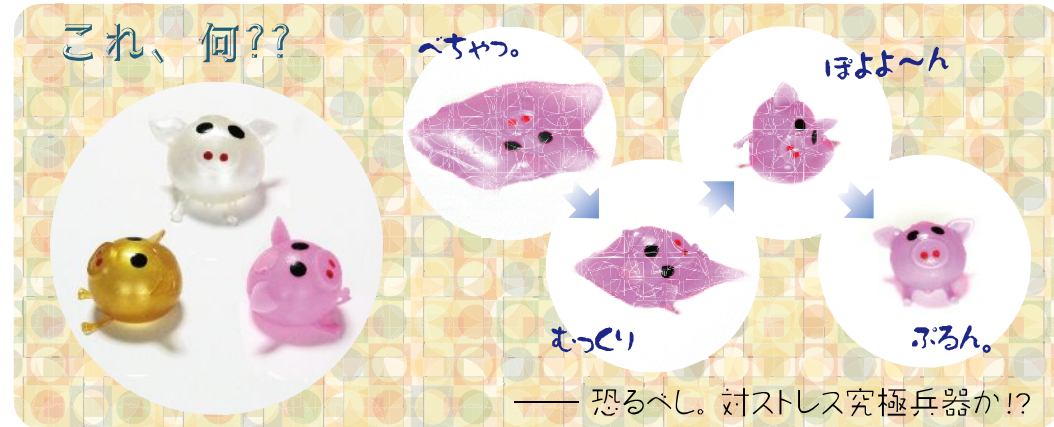 これ、何??
べちゃっ。
むっくり
ぽよよ〜ん
ぷるん。
── 恐るべし。対ストレス究極兵器か!?